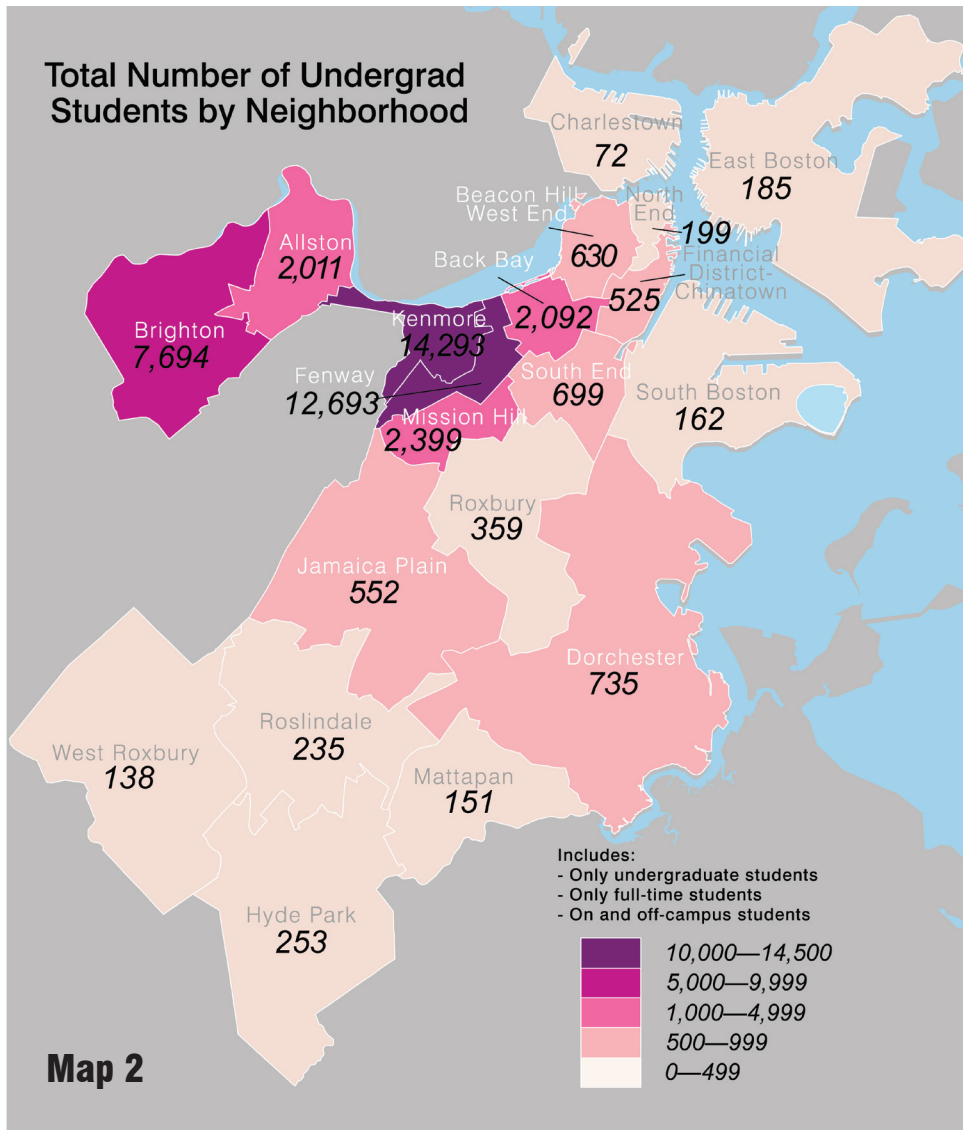 Total Number of Undergrad
Students by Neighborhood
Charlestown
72
East Boston
185
Beacon Hill-
West End
630
North
End
199
Financial
District-
Chinatown
525
Allston
2,011
Back Bay
2,092
Brighton
7,694
Kenmore
14,293
Fenway
12,693
South End
699
South Boston
162
Mission Hill
2,399
Roxbury
359
Jamaica Plain
552
Dorchester
735
Roslindale
235
West Roxbury
138
Mattapan
151
Hyde Park
253
Includes:
- Only undergraduate students
- Only full-time students
- On and off-campus students
10,000—14,500
5,000—9,999
1,000—4,999
500—999
0—499
Map 2